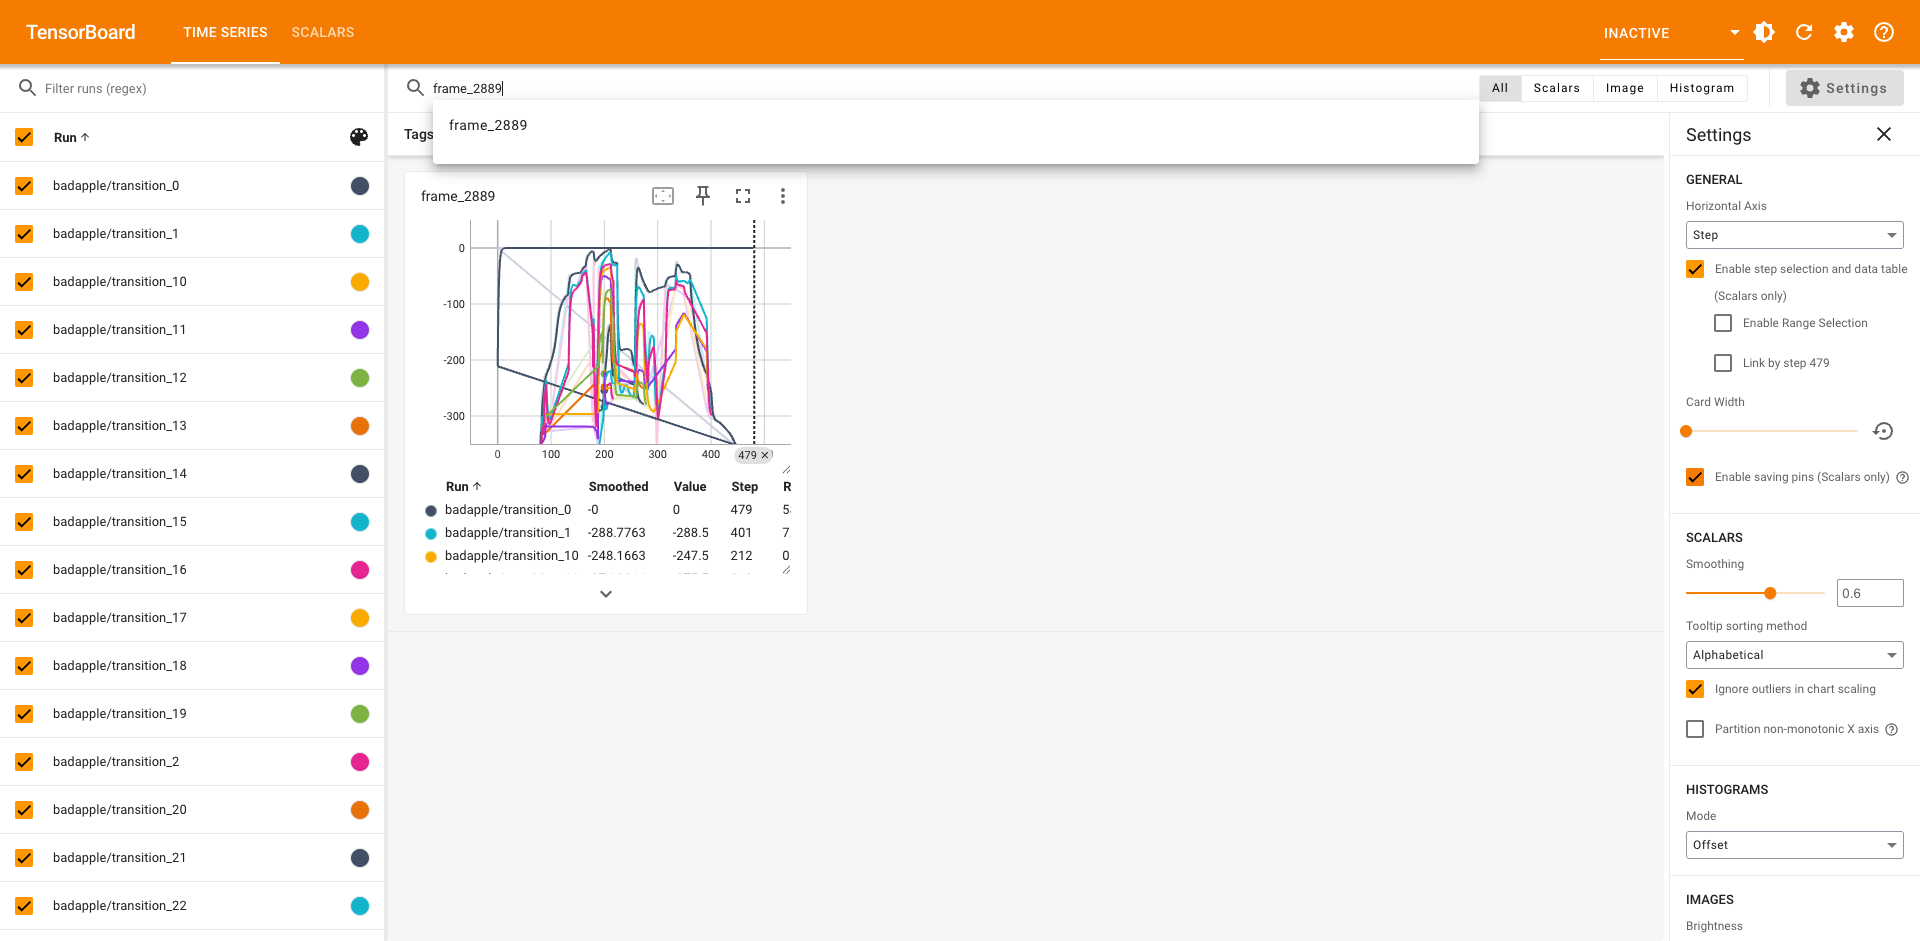 TensorBoard
TIME SERIES
SCALARS
INACTIVE
Filter runs (regex)
frame_2889
All
Scalars
Image
Histogram
Settings
frame_2889
Run
badapple/transition_0
badapple/transition_1
badapple/transition_10
badapple/transition_11
badapple/transition_12
badapple/transition_13
badapple/transition_14
badapple/transition_15
badapple/transition_16
badapple/transition_17
badapple/transition_18
badapple/transition_19
badapple/transition_2
badapple/transition_20
badapple/transition_21
badapple/transition_22
Tags
frame_2889
0
-100
-200
-300
0 100 200 300 400 479
Run Smoothed Value Step R
badapple/transition_0 -0 0 479 5
badapple/transition_1 -288.7763 -288.5 401 7
badapple/transition_10 -248.1663 -247.5 212 0
Settings
GENERAL
Horizontal Axis
Step
Enable step selection and data table
(Scalars only)
Enable Range Selection
Link by step 479
Card Width
Enable saving pins (Scalars only)
SCALARS
Smoothing
0.6
Tooltip sorting method
Alphabetical
Ignore outliers in chart scaling
Partition non-monotonic X axis
HISTOGRAMS
Mode
Offset
IMAGES
Brightness